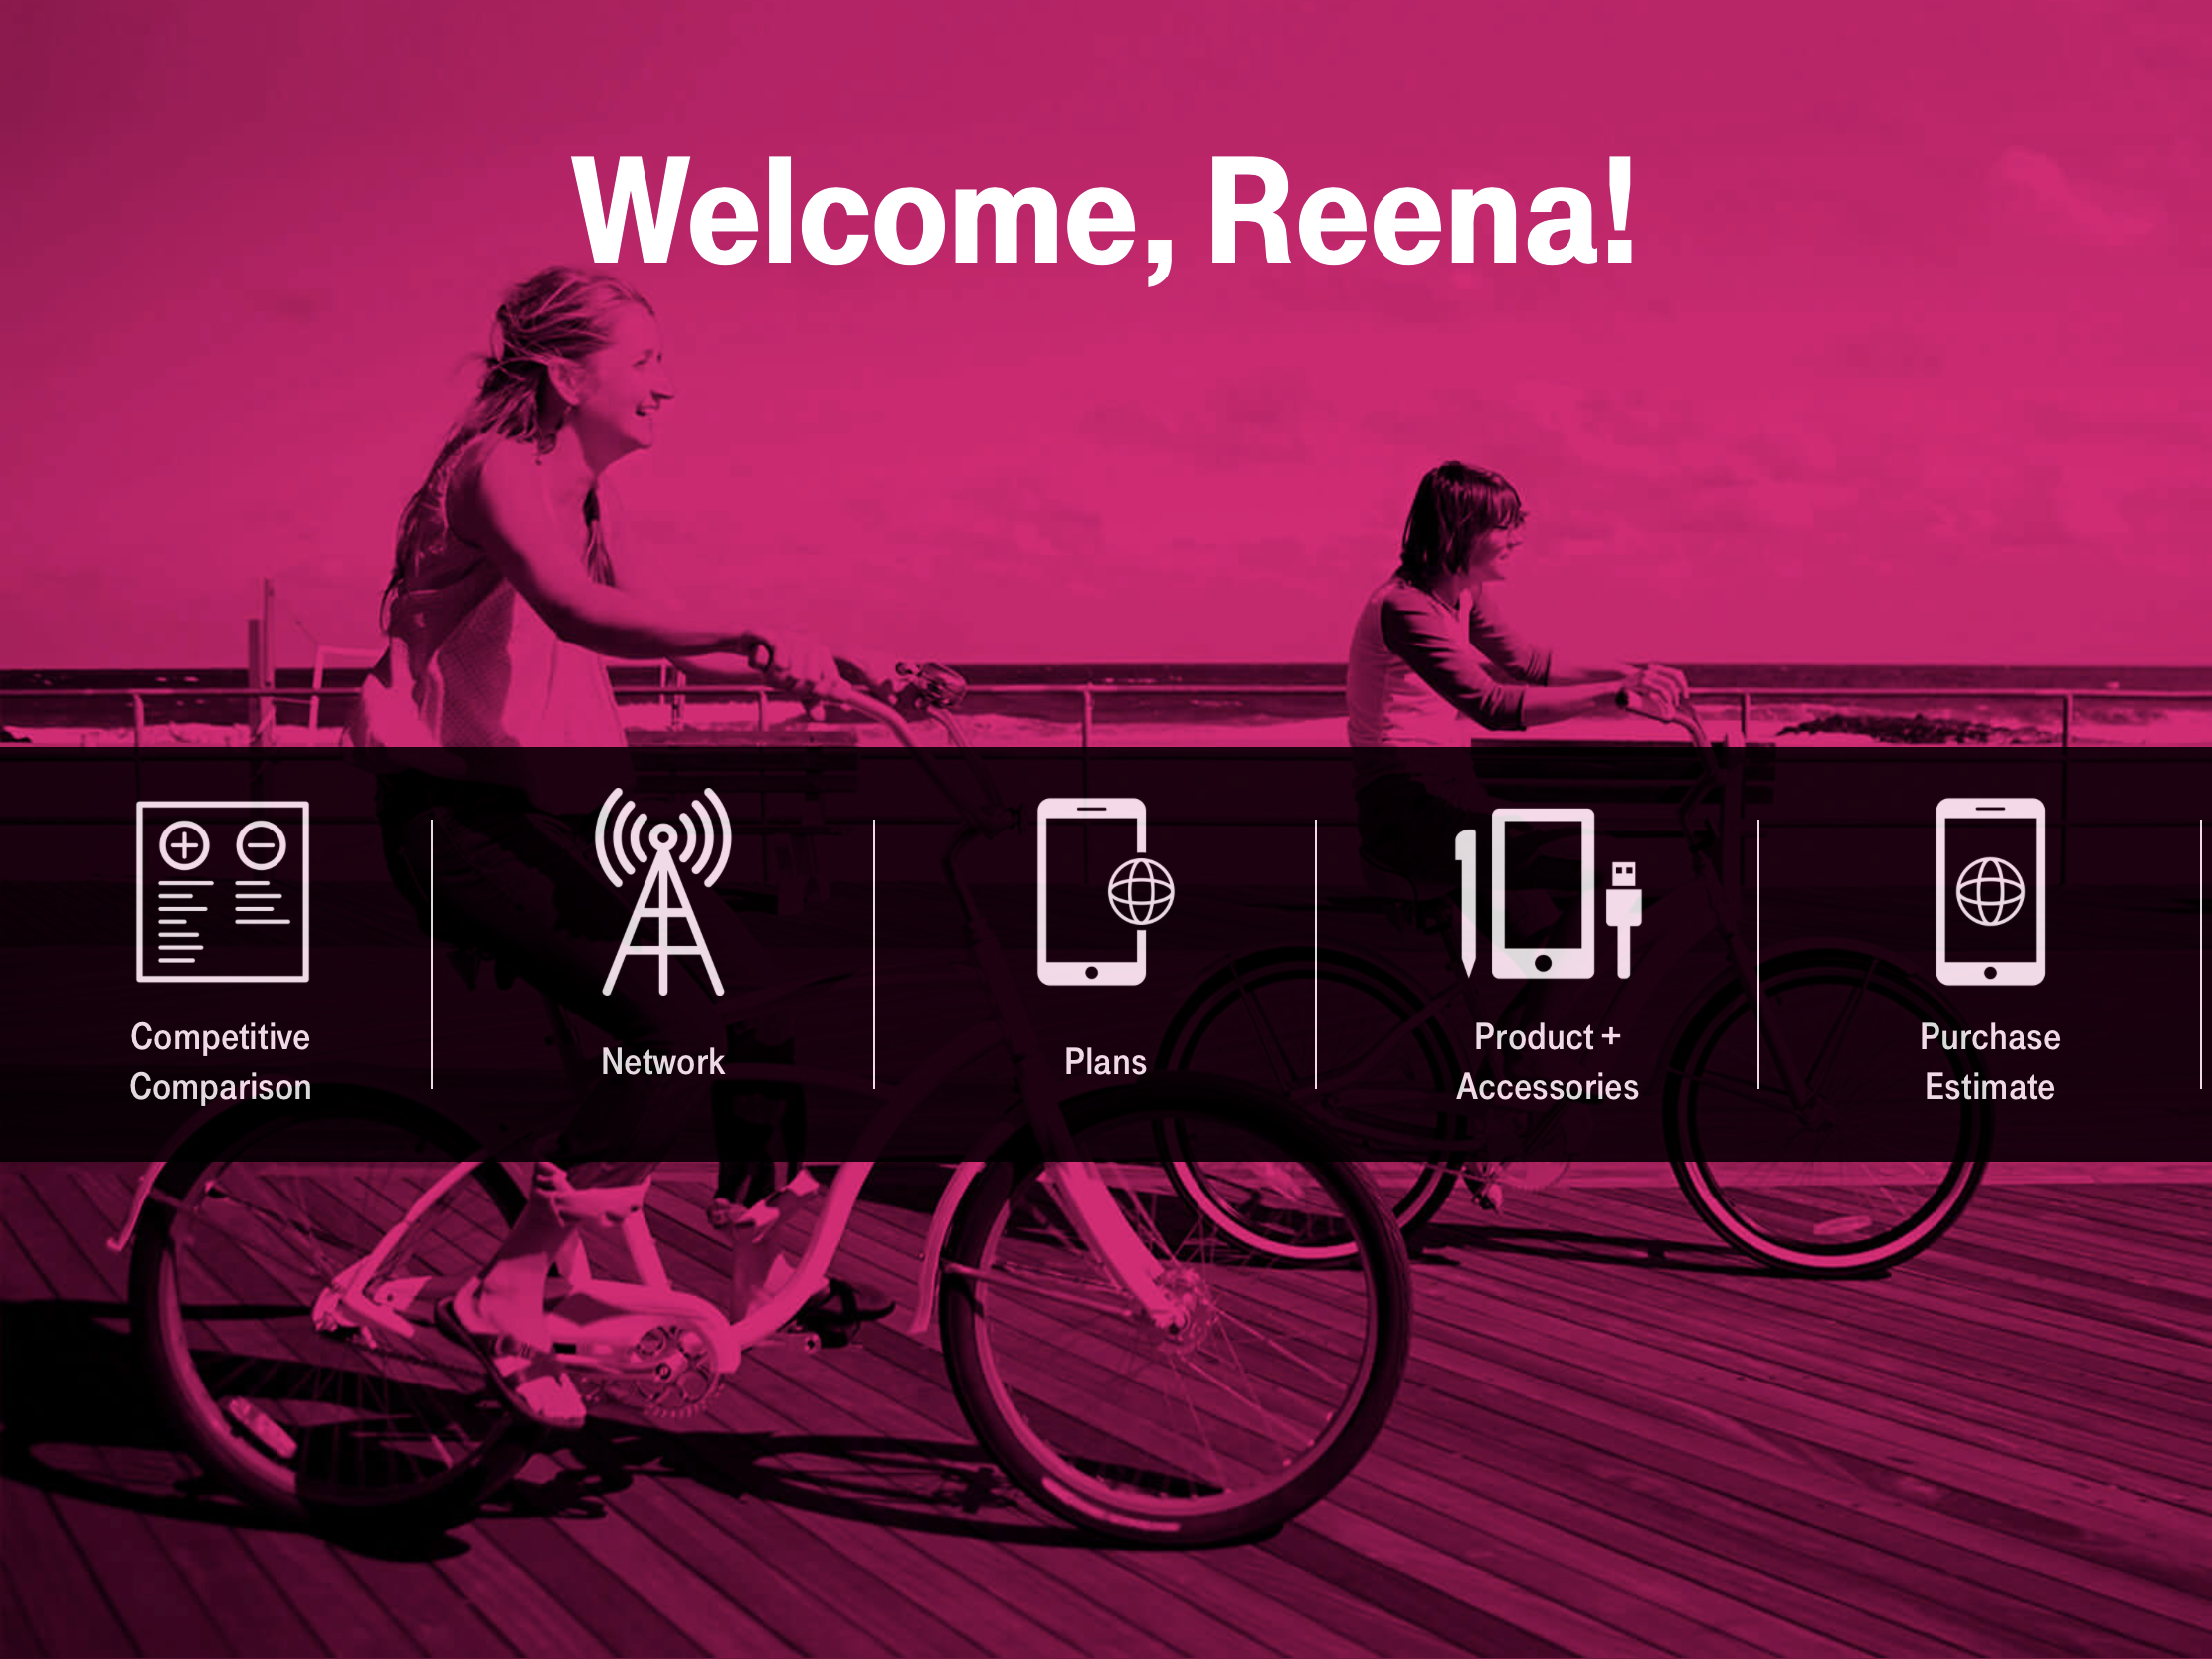 Welcome, Reena!
Competitive
Comparison
Network
Plans
Product +
Accessories
Purchase
Estimate